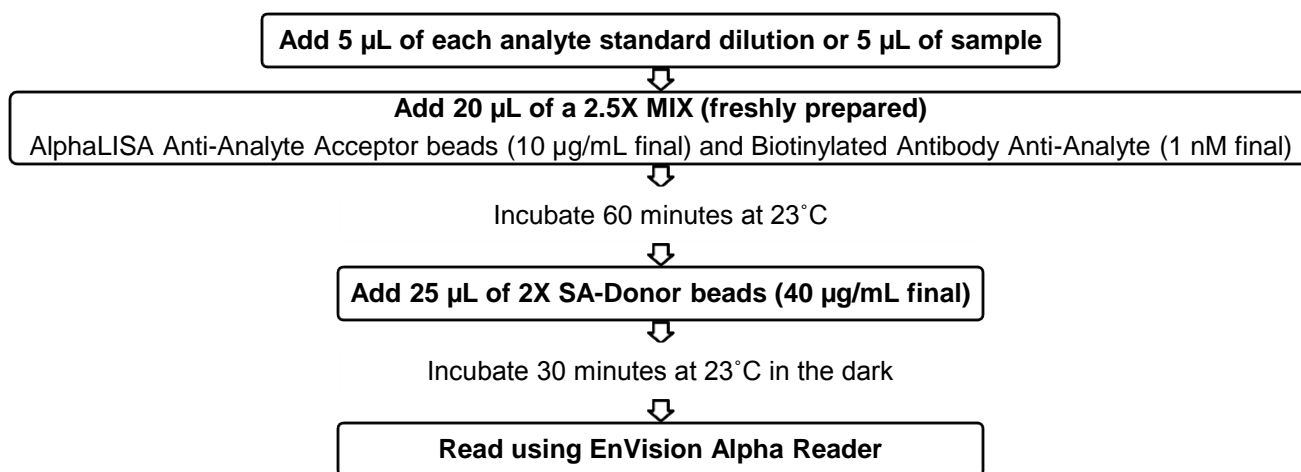 Add 5 µL of each analyte standard dilution or 5 µL of sample
Add 20 µL of a 2.5X MIX (freshly prepared)
AlphaLISA Anti-Analyte Acceptor beads (10 µg/mL final) and Biotinylated Antibody Anti-Analyte (1 nM final)
Incubate 60 minutes at 23˚C
Add 25 µL of 2X SA-Donor beads (40 µg/mL final)
Incubate 30 minutes at 23˚C in the dark
Read using EnVision Alpha Reader